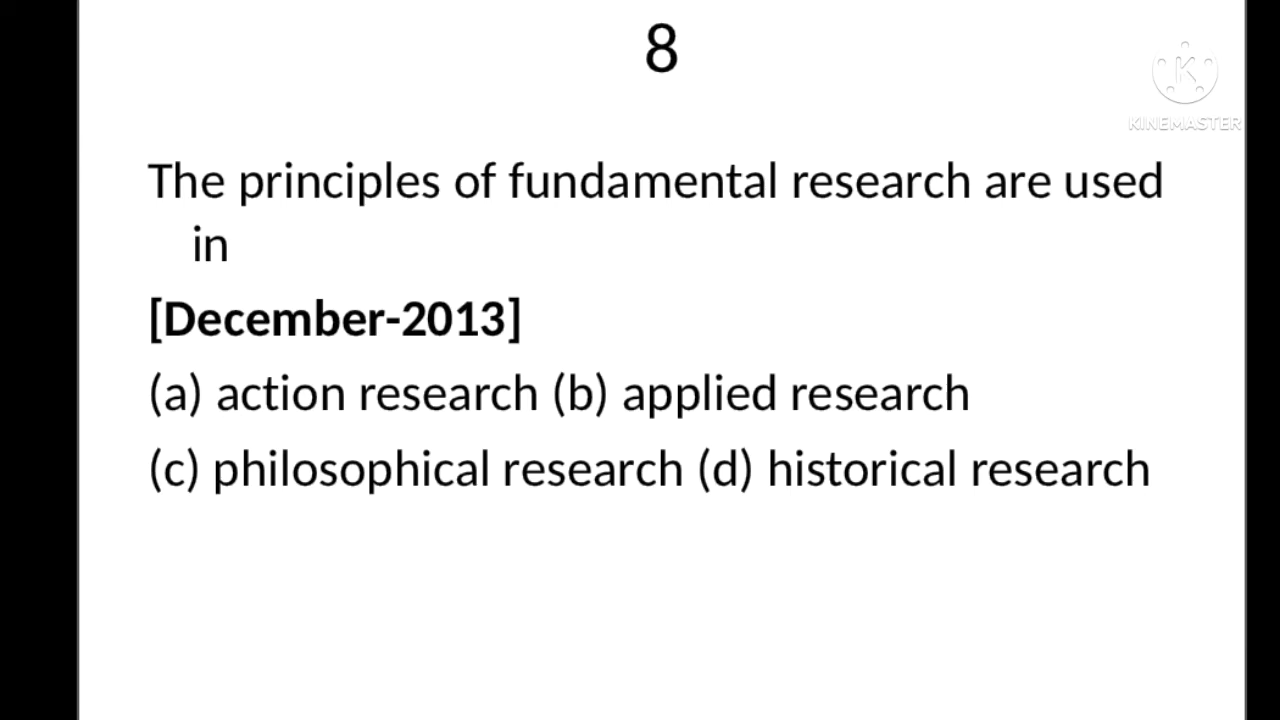 8
KINEMASTER
The principles of fundamental research are used
in
[December-2013]
(a) action research (b) applied research
(c) philosophical research (d) historical research